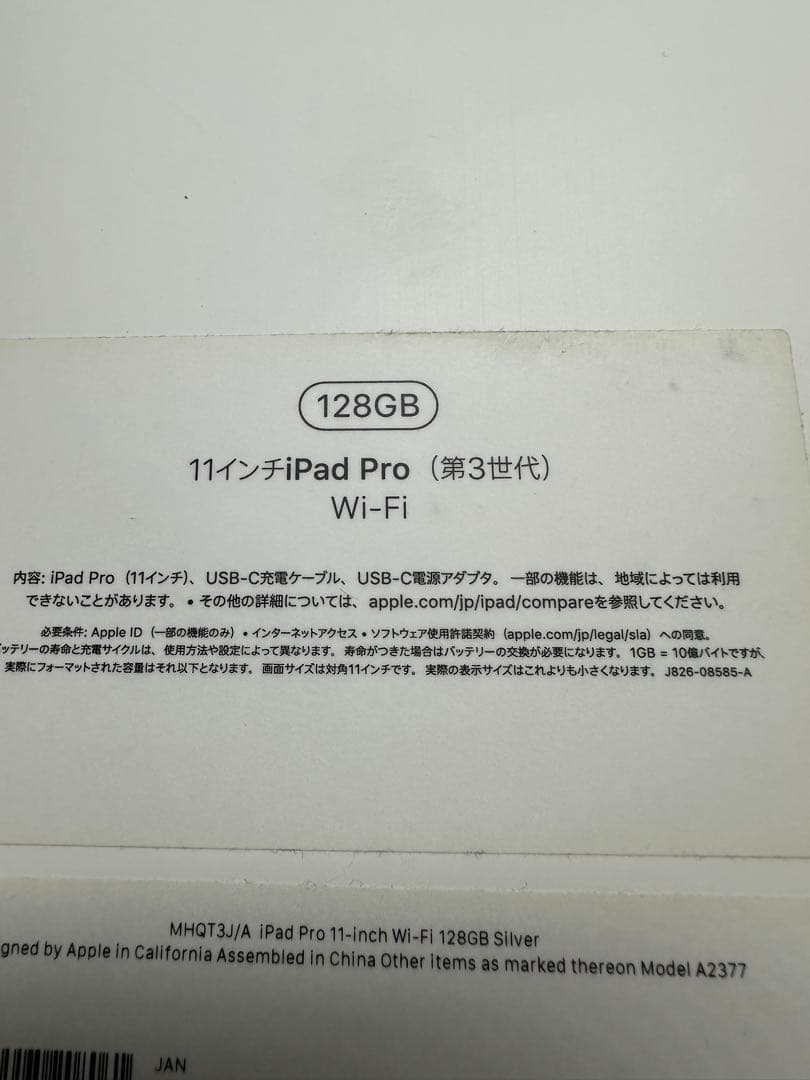 128GB
11インチiPad Pro（第3世代）
Wi-Fi
内容: iPad Pro（11インチ）、USB-C充電ケーブル、USB-C電源アダプタ。一部の機能は、地域によっては利用
できないことがあります。• その他の詳細については、apple.com/jp/ipad/compareを参照してください。
必要条件: Apple ID（一部の機能のみ）• インターネットアクセス • ソフトウェア使用許諾契約（apple.com/jp/legal/sla）への同意。
ッテリーの寿命と充電サイクルは、使用方法や設定によって異なります。寿命がつきた場合はバッテリーの交換が必要になります。1GB = 10億バイトですが、
実際にフォーマットされた容量はそれ以下となります。画面サイズは対角11インチです。実際の表示サイズはこれよりも小さくなります。J826-08585-A
MHQT3J/A iPad Pro 11-inch Wi-Fi 128GB Silver
gned by Apple in California Assembled in China Other items as marked thereon Model A2377
JAN